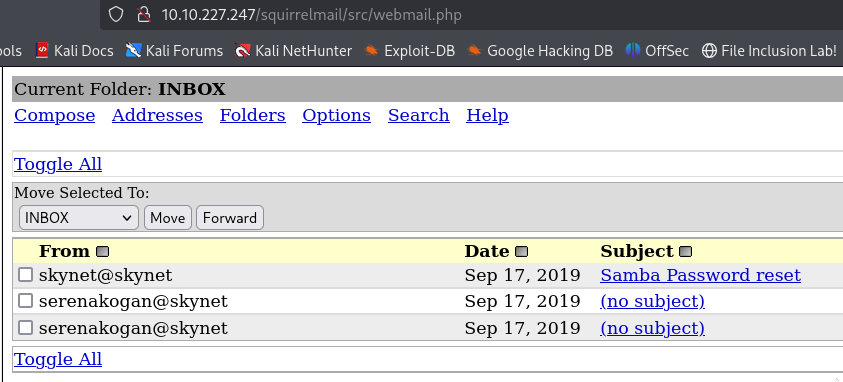 10.10.227.247/squirrelmail/src/webmail.php
ools Kali Docs Kali Forums Kali NetHunter Exploit-DB Google Hacking DB OffSec File Inclusion Lab!
Current Folder: INBOX
Compose Addresses Folders Options Search Help
Toggle All
Move Selected To:
INBOX Move Forward
From Date Subject
skynet@skynet Sep 17, 2019 Samba Password reset
serenakogan@skynet Sep 17, 2019 (no subject)
serenakogan@skynet Sep 17, 2019 (no subject)
Toggle All